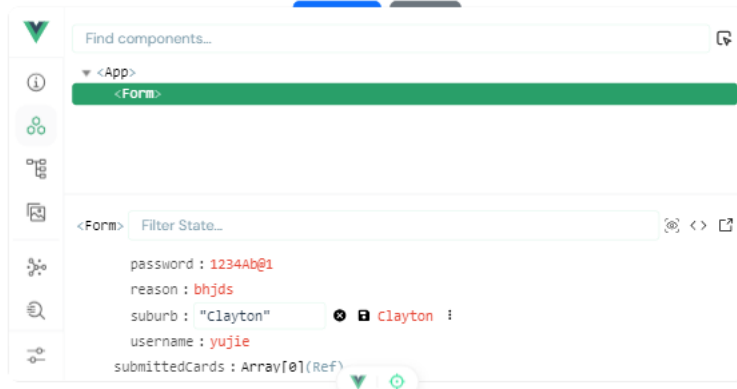 Find components...
<App>
<Form>
<Form> Filter State...
password : 1234Ab@1
reason : bhjds
suburb : "Clayton" Clayton
username : yujie
submittedCards : Array[0] (Ref)